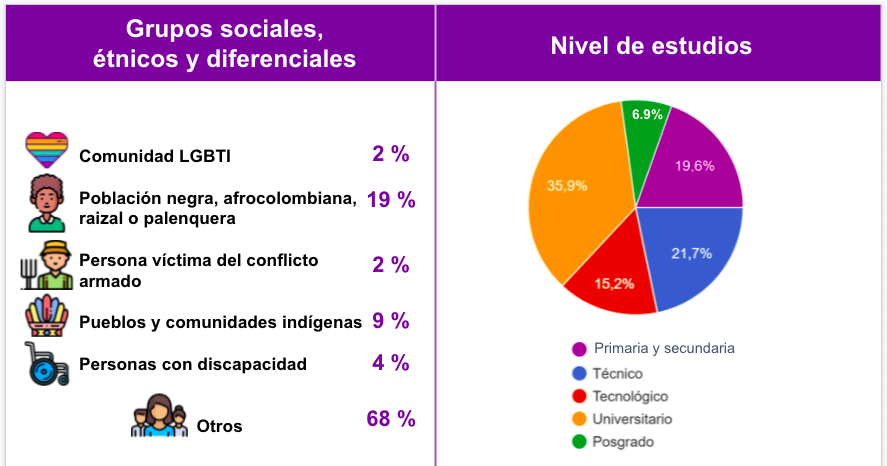 Grupos sociales,
étnicos y diferenciales
Comunidad LGBTI 2 %
Población negra, afrocolombiana,
raizal o palenquera 19 %
Persona víctima del conflicto
armado 2 %
Pueblos y comunidades indígenas 9 %
Personas con discapacidad 4 %
Otros 68 %
Nivel de estudios
6.9%
19,6%
35,9%
21,7%
15,2%
Primaria y secundaria
Técnico
Tecnológico
Universitario
Posgrado